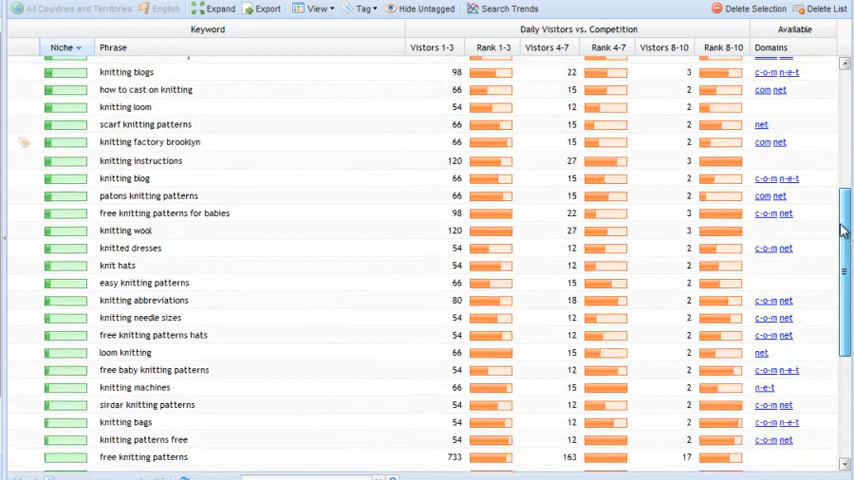 All Countries and Territories English Expand Export View Tag Hide Untagged Search Trends Delete Selection Delete List
Keyword Daily Visitors vs. Competition Available
Niche Phrase Vistors 1-3 Rank 1-3 Vistors 4-7 Rank 4-7 Vistors 8-10 Rank 8-10 Domains
knitting blogs 98 22 3 c-o-m n-e-t
how to cast on knitting 66 15 2 com net
knitting loom 54 12 2
scarf knitting patterns 66 15 2 net
knitting factory brooklyn 66 15 2 com net
knitting instructions 120 27 3
knitting blog 66 15 2 c-o-m n-e-t
patons knitting patterns 66 15 2 com net
free knitting patterns for babies 98 22 3 c-o-m net
knitting wool 120 27 3
knitted dresses 54 12 2 c-o-m net
knit hats 54 12 2
easy knitting patterns 66 15 2
knitting abbreviations 80 18 2 c-o-m net
knitting needle sizes 54 12 2 c-o-m net
free knitting patterns hats 54 12 2 c-o-m net
loom knitting 66 15 2 net
free baby knitting patterns 54 12 2 c-o-m n-e-t
knitting machines 66 15 2 n-e-t
sirdar knitting patterns 54 12 2 c-o-m net
knitting bags 54 12 2 c-o-m n-e-t
knitting patterns free 54 12 2 c-o-m net
free knitting patterns 733 163 17